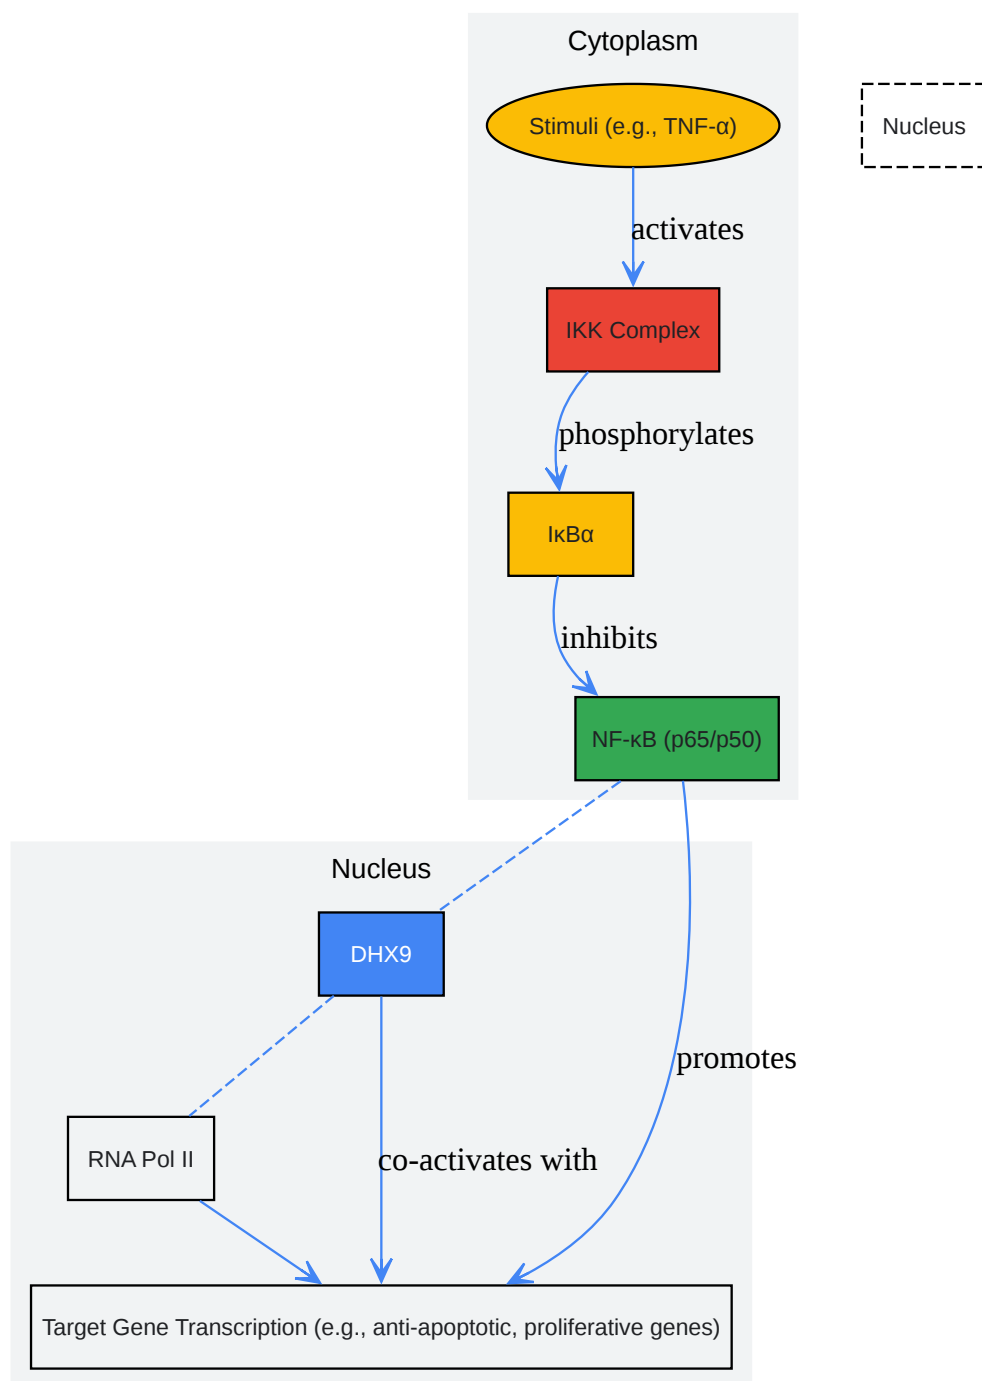 Cytoplasm
Stimuli (e.g., TNF-α)
Nucleus
activates
IKK Complex
phosphorylates
IκBα
inhibits
NF-κB (p65/p50)
Nucleus
DHX9
promotes
RNA Pol II
co-activates with
Target Gene Transcription (e.g., anti-apoptotic, proliferative genes)